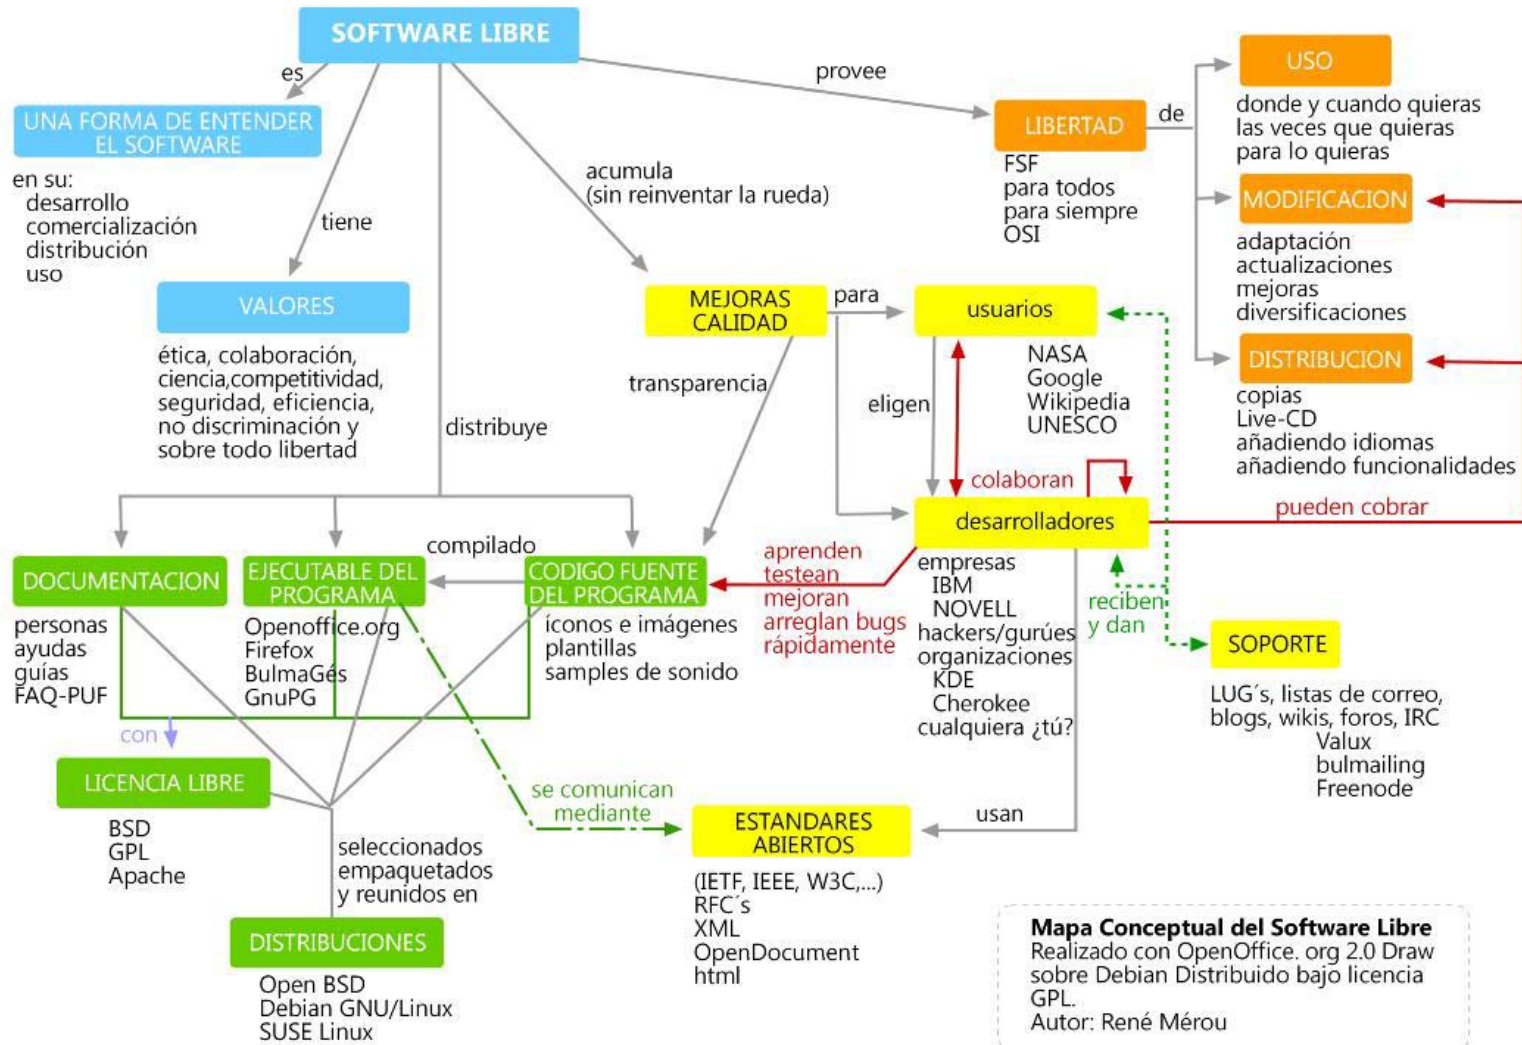 SOFTWARE LIBRE
es
UNA FORMA DE ENTENDER
EL SOFTWARE
en su:
desarrollo
comercialización
distribución
uso
tiene
VALORES
ética, colaboración,
ciencia,competitividad,
seguridad, eficiencia,
no discriminación y
sobre todo libertad
distribuye
acumula
(sin reinventar la rueda)
provee
LIBERTAD
FSF
para todos
para siempre
OSI
de
USO
donde y cuando quieras
las veces que quieras
para lo quieras
MODIFICACION
adaptación
actualizaciones
mejoras
diversificaciones
DISTRIBUCION
copias
Live-CD
añadiendo idiomas
añadiendo funcionalidades
MEJORAS
CALIDAD
para
usuarios
NASA
Google
Wikipedia
UNESCO
transparencia
eligen
colaboran
desarrolladores
pueden cobrar
empresas
IBM
NOVELL
hackers/gurúes
organizaciones
KDE
Cherokee
cualquiera ¿tú?
aprenden
testean
mejoran
arreglan bugs
rápidamente
reciben
y dan
SOPORTE
LUG´s, listas de correo,
blogs, wikis, foros, IRC
Valux
bulmailing
Freenode
DOCUMENTACION
personas
ayudas
guías
FAQ-PUF
EJECUTABLE DEL
PROGRAMA
Openoffice.org
Firefox
BulmaGés
GnuPG
compilado
CODIGO FUENTE
DEL PROGRAMA
íconos e imágenes
plantillas
samples de sonido
con
LICENCIA LIBRE
BSD
GPL
Apache
se comunican
mediante
seleccionados
empaquetados
y reunidos en
DISTRIBUCIONES
Open BSD
Debian GNU/Linux
SUSE Linux
usan
ESTANDARES
ABIERTOS
(IETF, IEEE, W3C,...)
RFC´s
XML
OpenDocument
html
Mapa Conceptual del Software Libre
Realizado con OpenOffice. org 2.0 Draw
sobre Debian Distribuido bajo licencia
GPL.
Autor: René Mérou